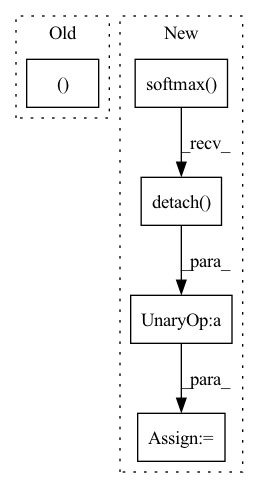 Old
New
()
softmax()
_recv_
detach()
_para_
UnaryOp:a
_para_
Assign:=